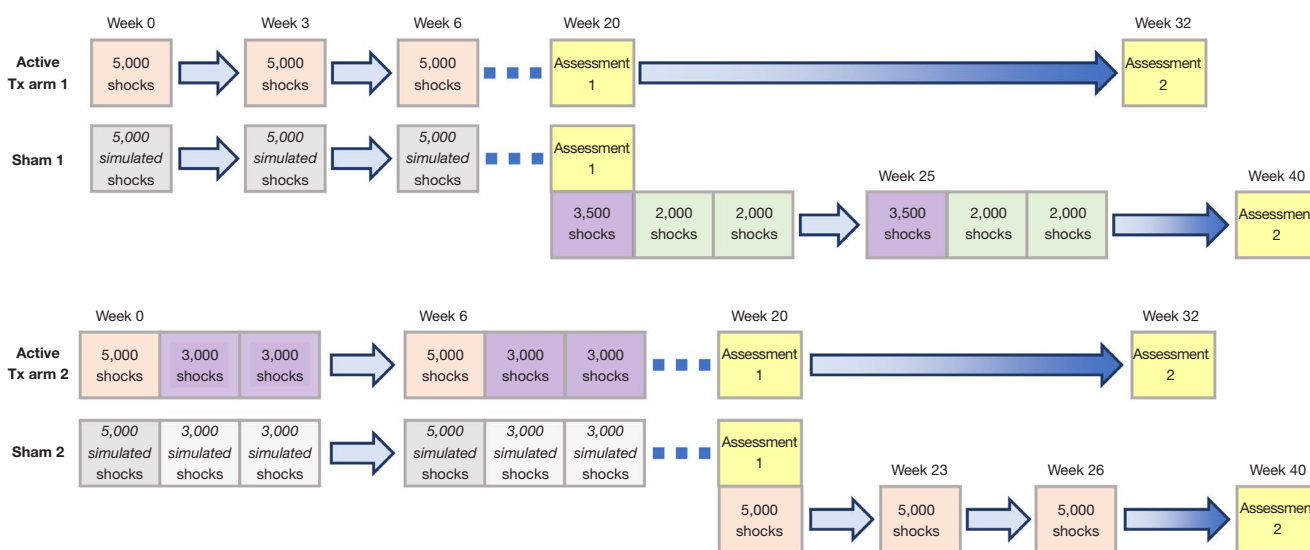 Week 0 Week 3 Week 6 Week 20 Week 32
Active
Tx arm 1
5,000
shocks
5,000
shocks
5,000
shocks
Assessment
1
Assessment
2
Sham 1
5,000
simulated
shocks
5,000
simulated
shocks
5,000
simulated
shocks
Assessment
1
Week 25 Week 40
3,500
shocks
2,000
shocks
2,000
shocks
3,500
shocks
2,000
shocks
2,000
shocks
Assessment
2
Week 0 Week 6 Week 20 Week 32
Active
Tx arm 2
5,000
shocks
3,000
shocks
3,000
shocks
5,000
shocks
3,000
shocks
3,000
shocks
Assessment
1
Assessment
2
Sham 2
5,000
simulated
shocks
3,000
simulated
shocks
3,000
simulated
shocks
5,000
simulated
shocks
3,000
simulated
shocks
3,000
simulated
shocks
Assessment
1
Week 23 Week 26 Week 40
5,000
shocks
5,000
shocks
5,000
shocks
Assessment
2